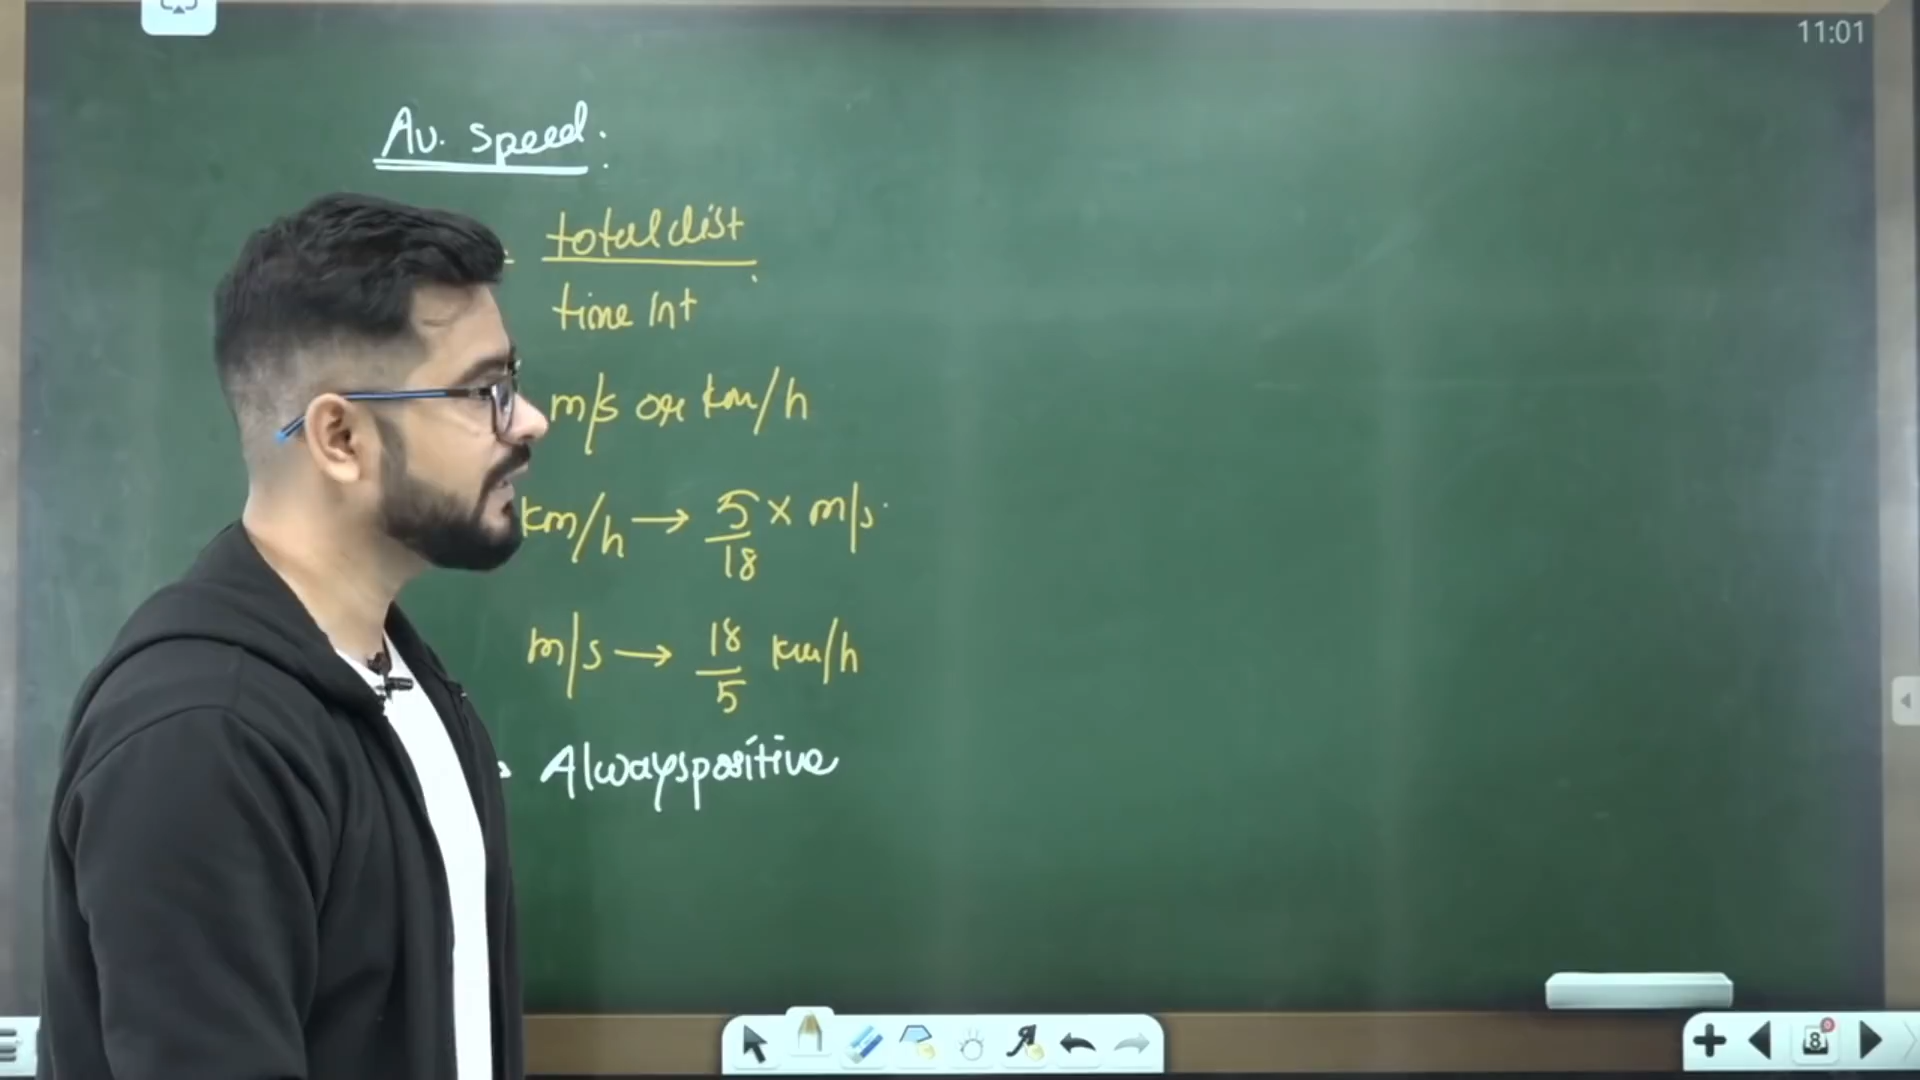 11:01
Av. speed.
total dist
time int
m/s or km/h
km/h → 5/18 × m/s
m/s → 18/5 km/h
Always positive
8